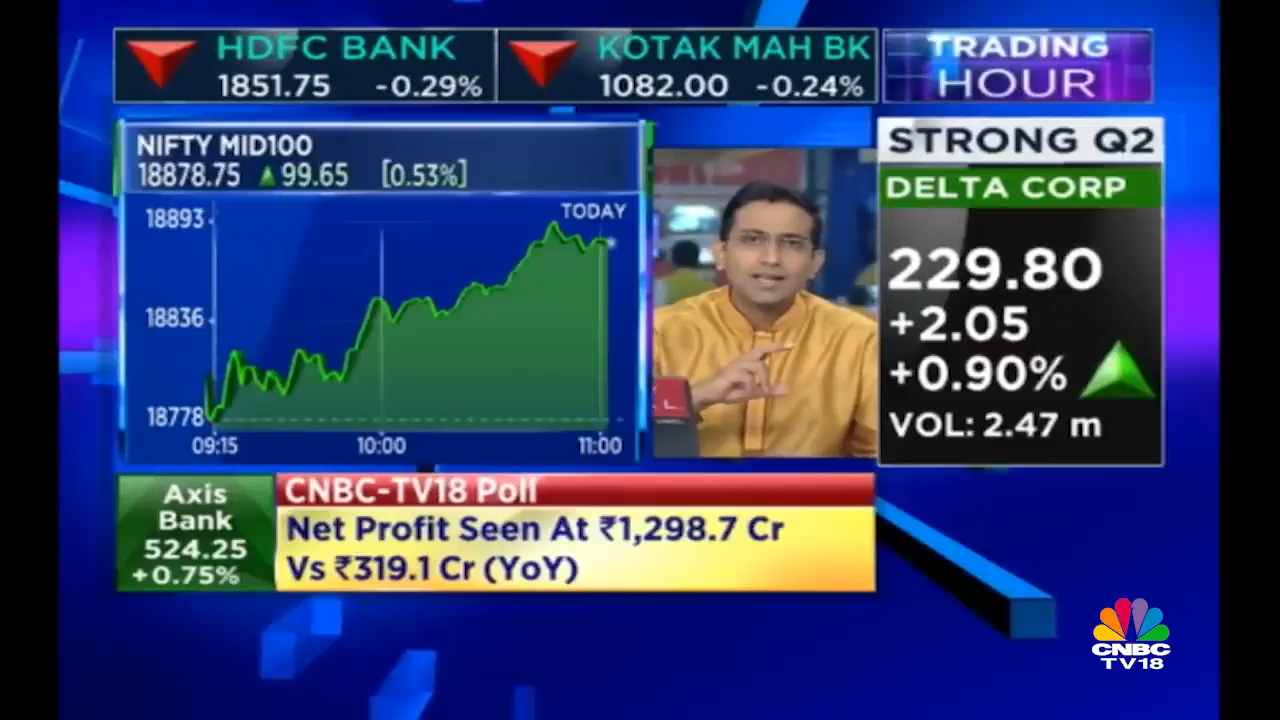 HDFC BANK
1851.75 -0.29%
KOTAK MAH BK
1082.00 -0.24%
TRADING
HOUR
NIFTY MID100
18878.75 ▲ 99.65 [0.53%]
TODAY
18893
18836
18778
09:15 10:00 11:00
STRONG Q2
DELTA CORP
229.80
+2.05
+0.90%
VOL: 2.47 m
Axis
Bank
524.25
+0.75%
CNBC-TV18 Poll
Net Profit Seen At ₹1,298.7 Cr
Vs ₹319.1 Cr (YoY)
CNBC
TV18